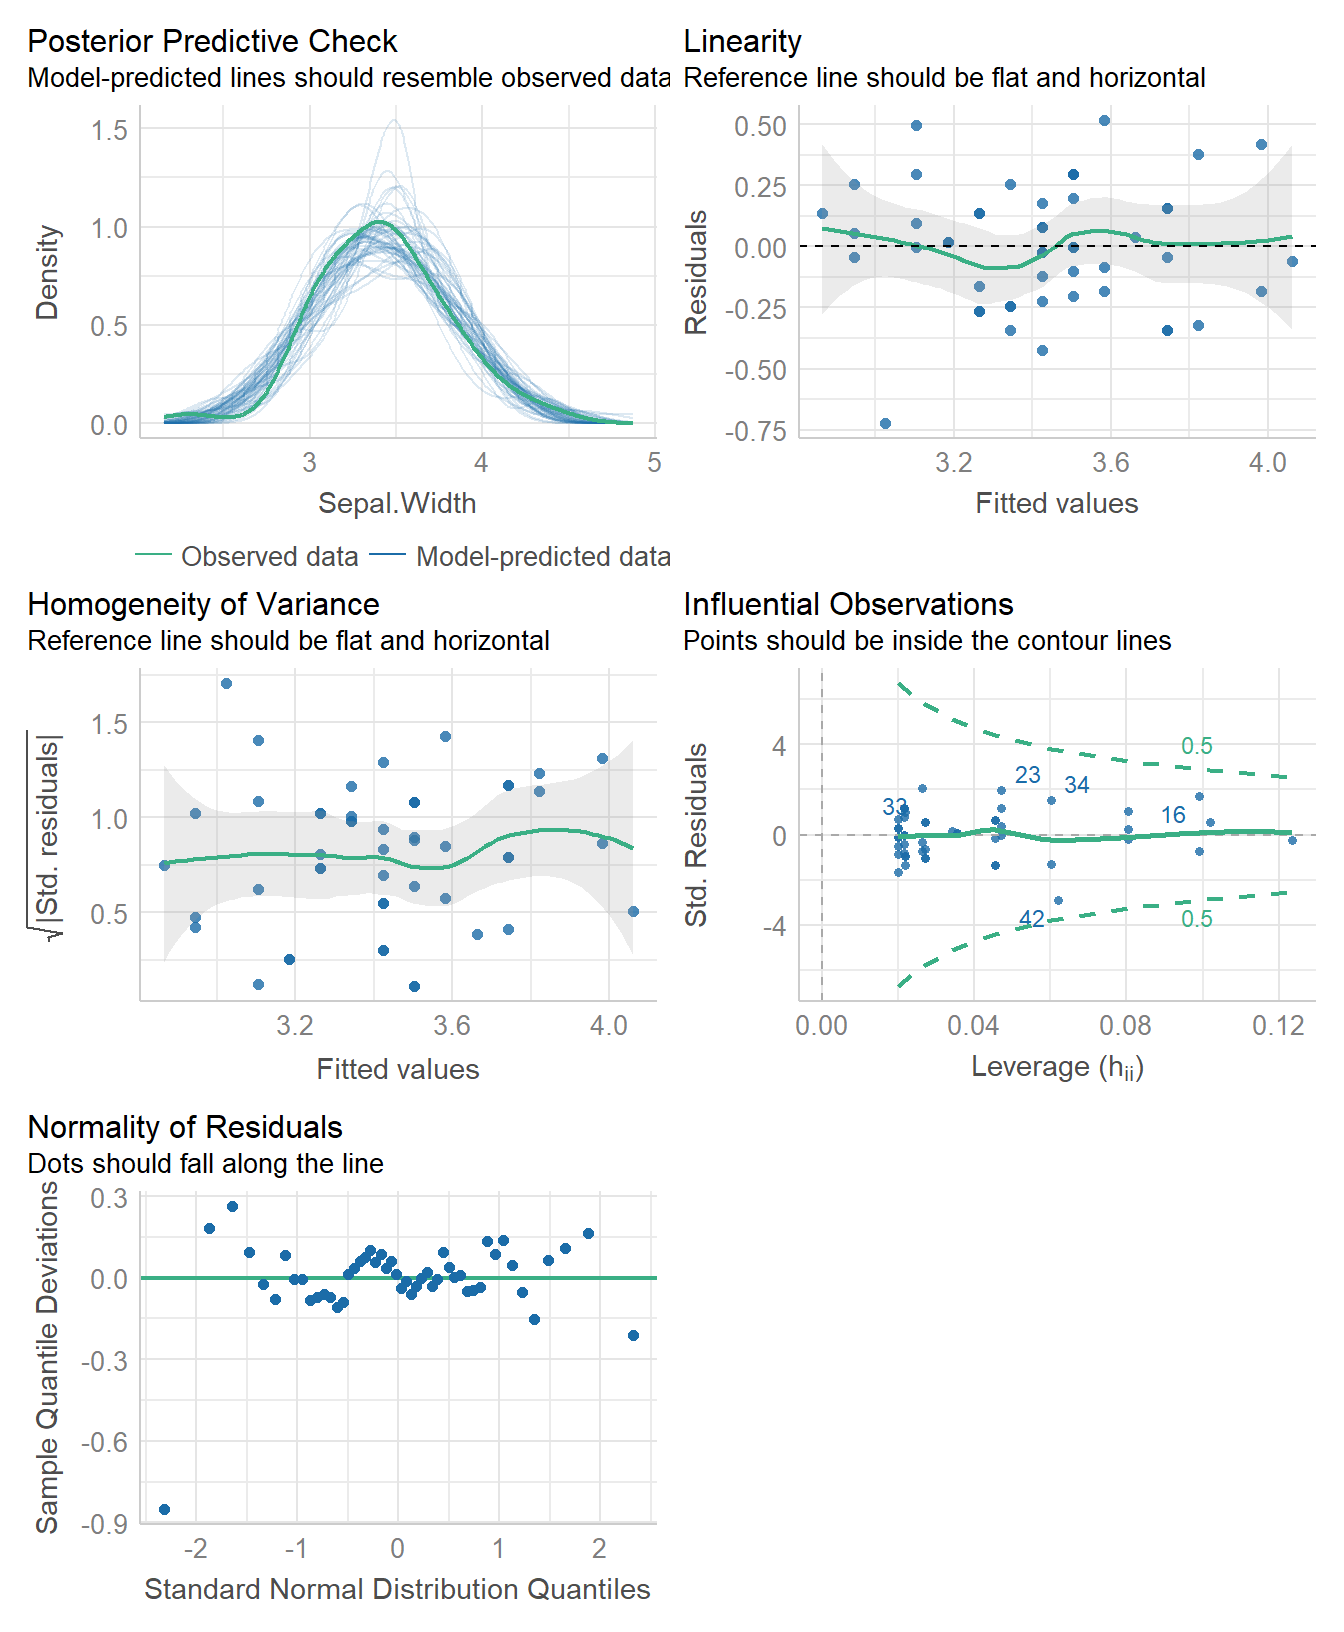 Posterior Predictive Check
Model-predicted lines should resemble observed data
1.5
1.0
0.5
0.0
Density
3
4
5
Sepal.Width
Observed data
Model-predicted data
Linearity
Reference line should be flat and horizontal
0.50
0.25
0.00
-0.25
-0.50
-0.75
Residuals
3.2
3.6
4.0
Fitted values
Homogeneity of Variance
Reference line should be flat and horizontal
1.5
1.0
0.5
√|Std. residuals|
3.2
3.6
4.0
Fitted values
Influential Observations
Points should be inside the contour lines
4
0
-4
Std. Residuals
0.5
23
34
33
16
42
0.5
0.00
0.04
0.08
0.12
Leverage (hᵢᵢ)
Normality of Residuals
Dots should fall along the line
0.3
0.0
-0.3
-0.6
-0.9
Sample Quantile Deviations
-2
-1
0
1
2
Standard Normal Distribution Quantiles